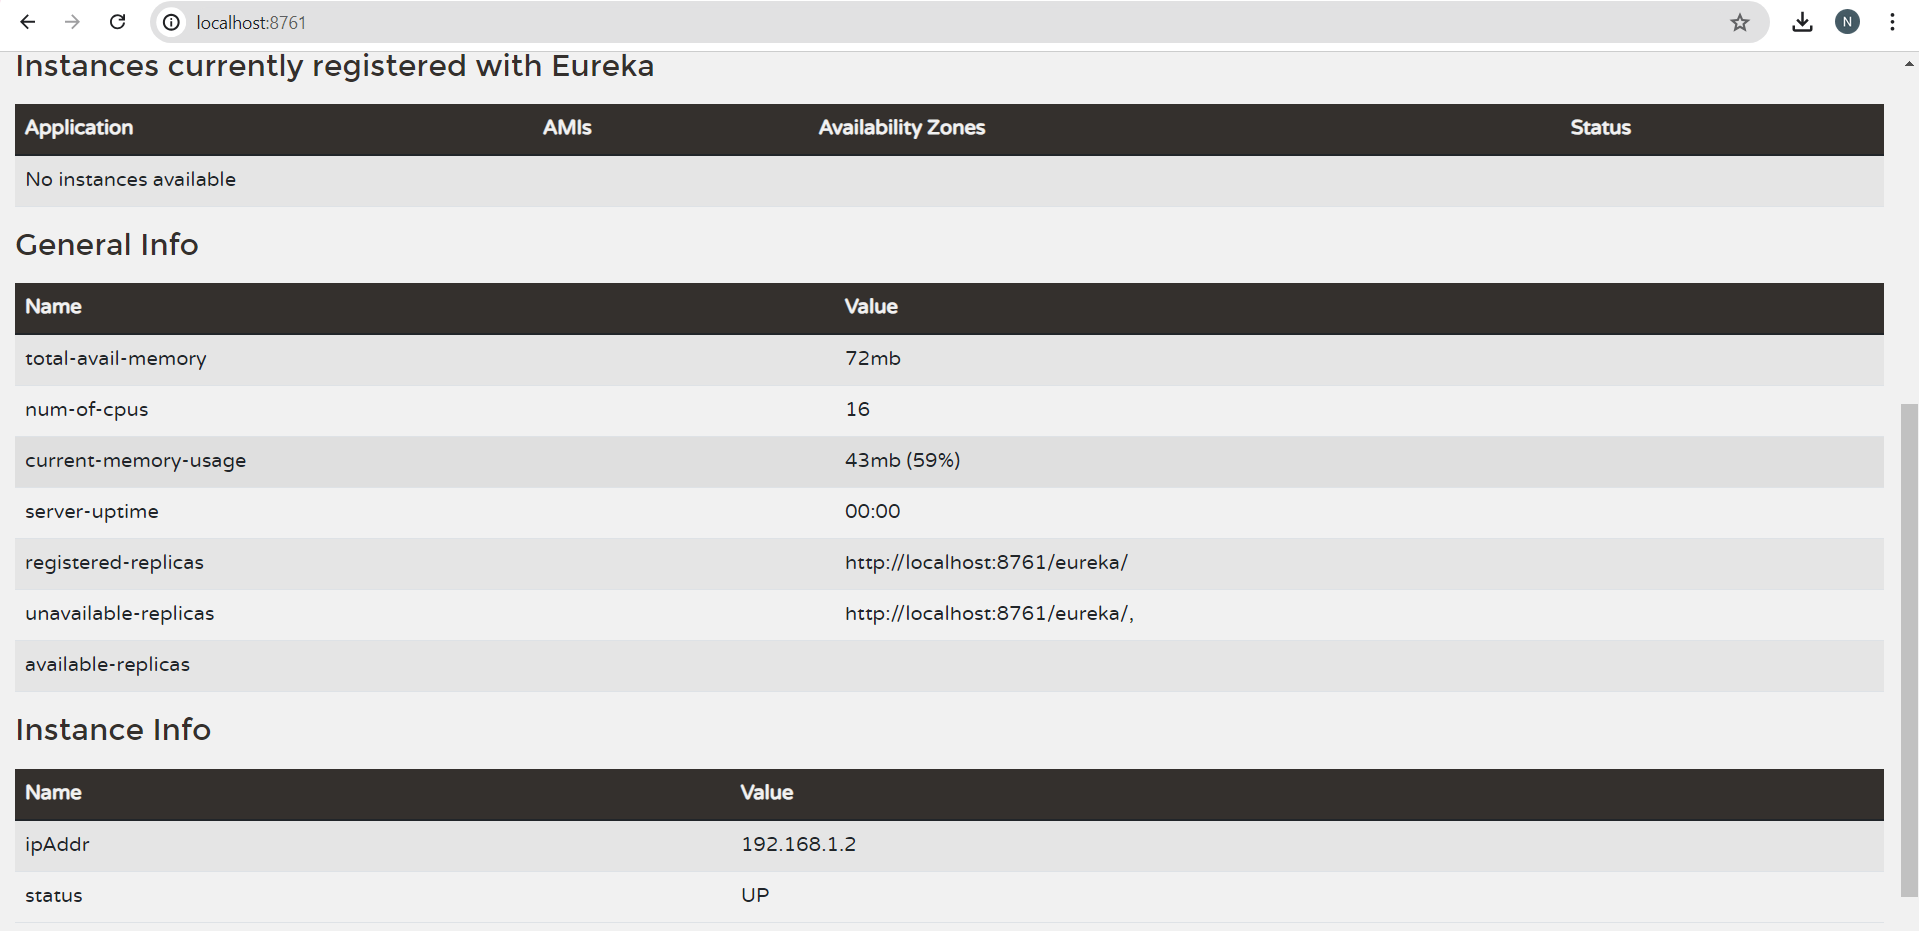 localhost:8761
N
Instances currently registered with Eureka
Application AMIs Availability Zones Status
No instances available
General Info
Name Value
total-avail-memory 72mb
num-of-cpus 16
current-memory-usage 43mb (59%)
server-uptime 00:00
registered-replicas http://localhost:8761/eureka/
unavailable-replicas http://localhost:8761/eureka/,
available-replicas
Instance Info
Name Value
ipAddr 192.168.1.2
status UP